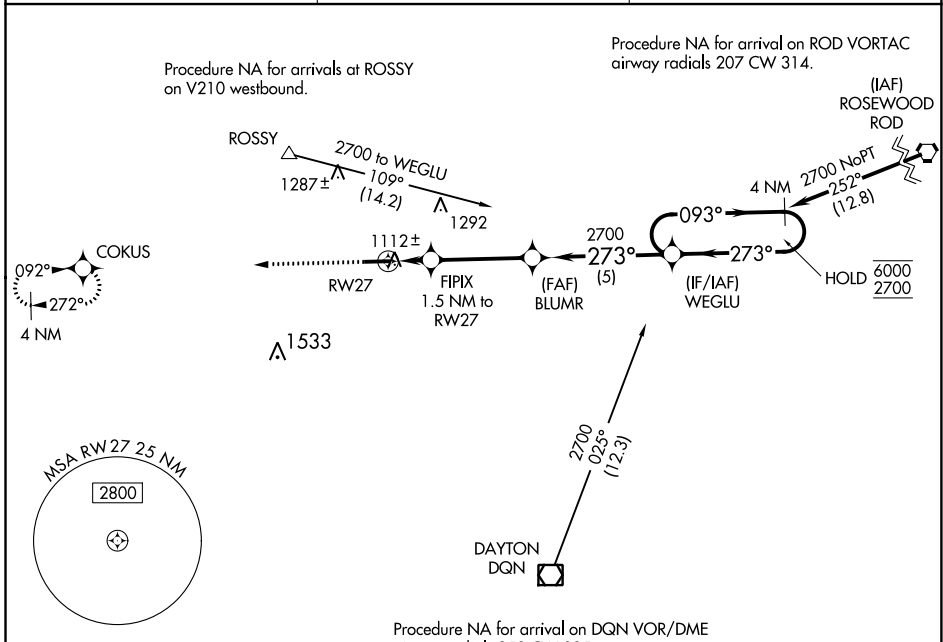 Procedure NA for arrival on ROD VORTAC
airway radials 207 CW 314.
Procedure NA for arrivals at ROSSY
on V210 westbound.
(IAF)
ROSEWOOD
ROD
ROSSY
2700 to WEGLU
109°
(14.2)
1287±
1292
2700 NoPT
252°
(12.8)
4 NM
093°
1112±
2700
273°
(5)
273°
COKUS
092°
272°
4 NM
RW27
FIPIX
1.5 NM to
RW27
(FAF)
BLUMR
(IF/IAF)
WEGLU
HOLD
6000
2700
1533
2700
025°
(12.3)
MSA RW27 25 NM
2800
DAYTON
DQN
Procedure NA for arrival on DQN VOR/DME